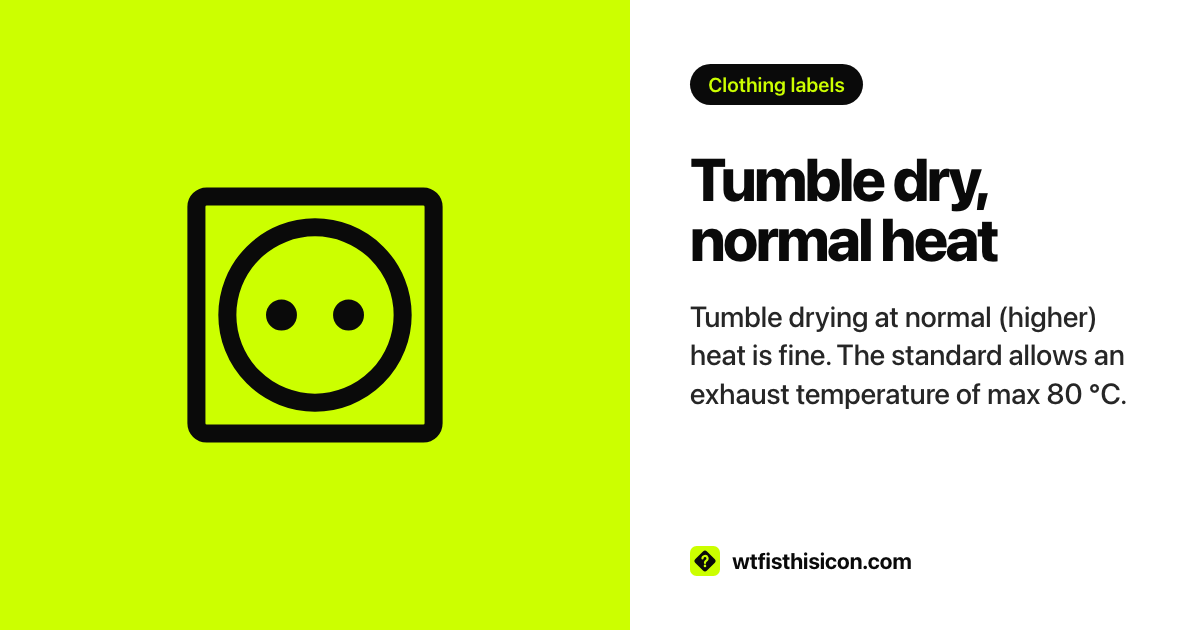 Clothing labels
Tumble dry,
normal heat
Tumble drying at normal (higher)
heat is fine. The standard allows an
exhaust temperature of max 80 °C.
?
wtfisthisicon.com